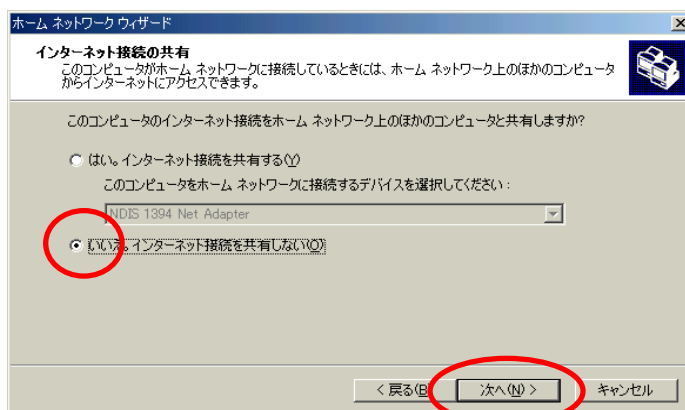 ホーム ネットワーク ウィザード
インターネット接続の共有
このコンピュータがホーム ネットワークに接続しているときには、ホーム ネットワーク上のほかのコンピュータ
からインターネットにアクセスできます。
このコンピュータのインターネット接続をホーム ネットワーク上のほかのコンピュータと共有しますか?
はい。インターネット接続を共有する(Y)
このコンピュータをホーム ネットワークに接続するデバイスを選択してください:
NDIS 1394 Net Adapter
いいえ。インターネット接続を共有しない(O)
< 戻る(B) 次へ(N) > キャンセル